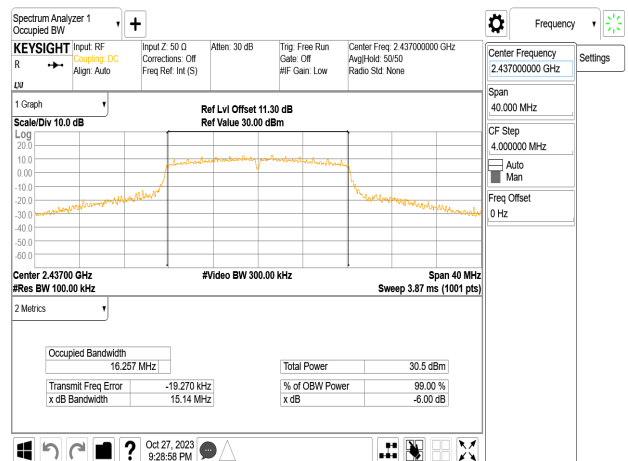 Spectrum Analyzer 1
Occupied BW
Frequency
KEYSIGHT
R
Input: RF
Coupling: DC
Align: Auto
Input Z: 50 Ω
Corrections: Off
Freq Ref: Int (S)
Atten: 30 dB
Trig: Free Run
Gate: Off
#IF Gain: Low
Center Freq: 2.437000000 GHz
Avg|Hold: 50/50
Radio Std: None
Center Frequency
2.437000000 GHz
Settings
Span
40.000 MHz
CF Step
4.000000 MHz
Auto
Man
Freq Offset
0 Hz
1 Graph
Scale/Div 10.0 dB
Ref Lvl Offset 11.30 dB
Ref Value 30.00 dBm
Log
20.0
10.0
0.00
-10.0
-20.0
-30.0
-40.0
-50.0
-60.0
Center 2.43700 GHz
#Video BW 300.00 kHz
Span 40 MHz
#Res BW 100.00 kHz
Sweep 3.87 ms (1001 pts)
2 Metrics
Occupied Bandwidth
16.257 MHz
Total Power 30.5 dBm
Transmit Freq Error -19.270 kHz
% of OBW Power 99.00 %
x dB Bandwidth 15.14 MHz
x dB -6.00 dB
?
Oct 27, 2023
9:28:58 PM